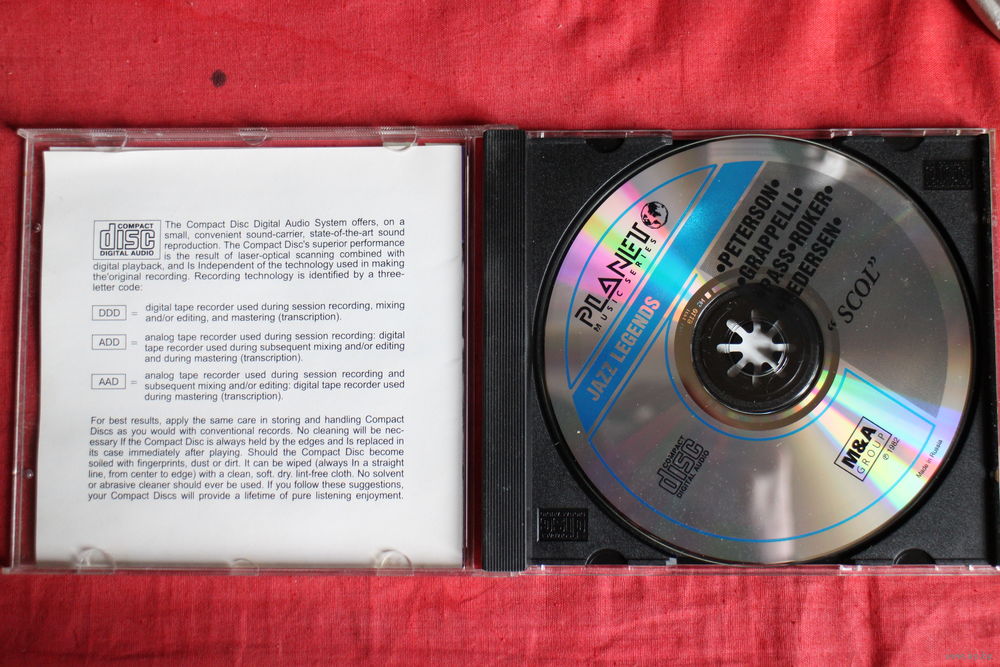 COMPACT
disc
DIGITAL AUDIO
The Compact Disc Digital Audio System offers, on a
small, convenient sound-carrier, state-of-the-art sound
reproduction. The Compact Disc's superior performance
is the result of laser-optical scanning combined with
digital playback, and Is Independent of the technology used in making
the'original recording. Recording technology is identified by a three-
letter code:
DDD = digital tape recorder used during session recording, mixing
and/or editing, and mastering (transcription).
ADD = analog tape recorder used during session recording: digital
tape recorder used during subsequent mixing and/or editing
and during mastering (transcription).
AAD = analog tape recorder used during session recording and
subsequent mixing and/or editing: digital tape recorder used
during mastering (transcription).
For best results, apply the same care in storing and handling Compact
Discs as you would with conventional records. No cleaning will be nec-
essary If the Compact Disc is always held by the edges and Is replaced in
its case immediately after playing. Should the Compact Disc become
soiled with fingerprints, dust or dirt. It can be wiped (always In a straight
line, from center to edge) with a clean, soft, dry. lint-free cloth. No solvent
or abrasive cleaner should ever be used. If you follow these suggestions,
your Compact Discs will provide a lifetime of pure listening enjoyment.
PLANET
MUSIC SERIES
JAZZ LEGENDS
•PETERSON•
•GRAPPELLI•
PASS•ROKER•
PEDERSEN•
“SCOL”
COMPACT
disc
DIGITAL AUDIO
M&A
GROUP
℗ 1982
Made in Russia